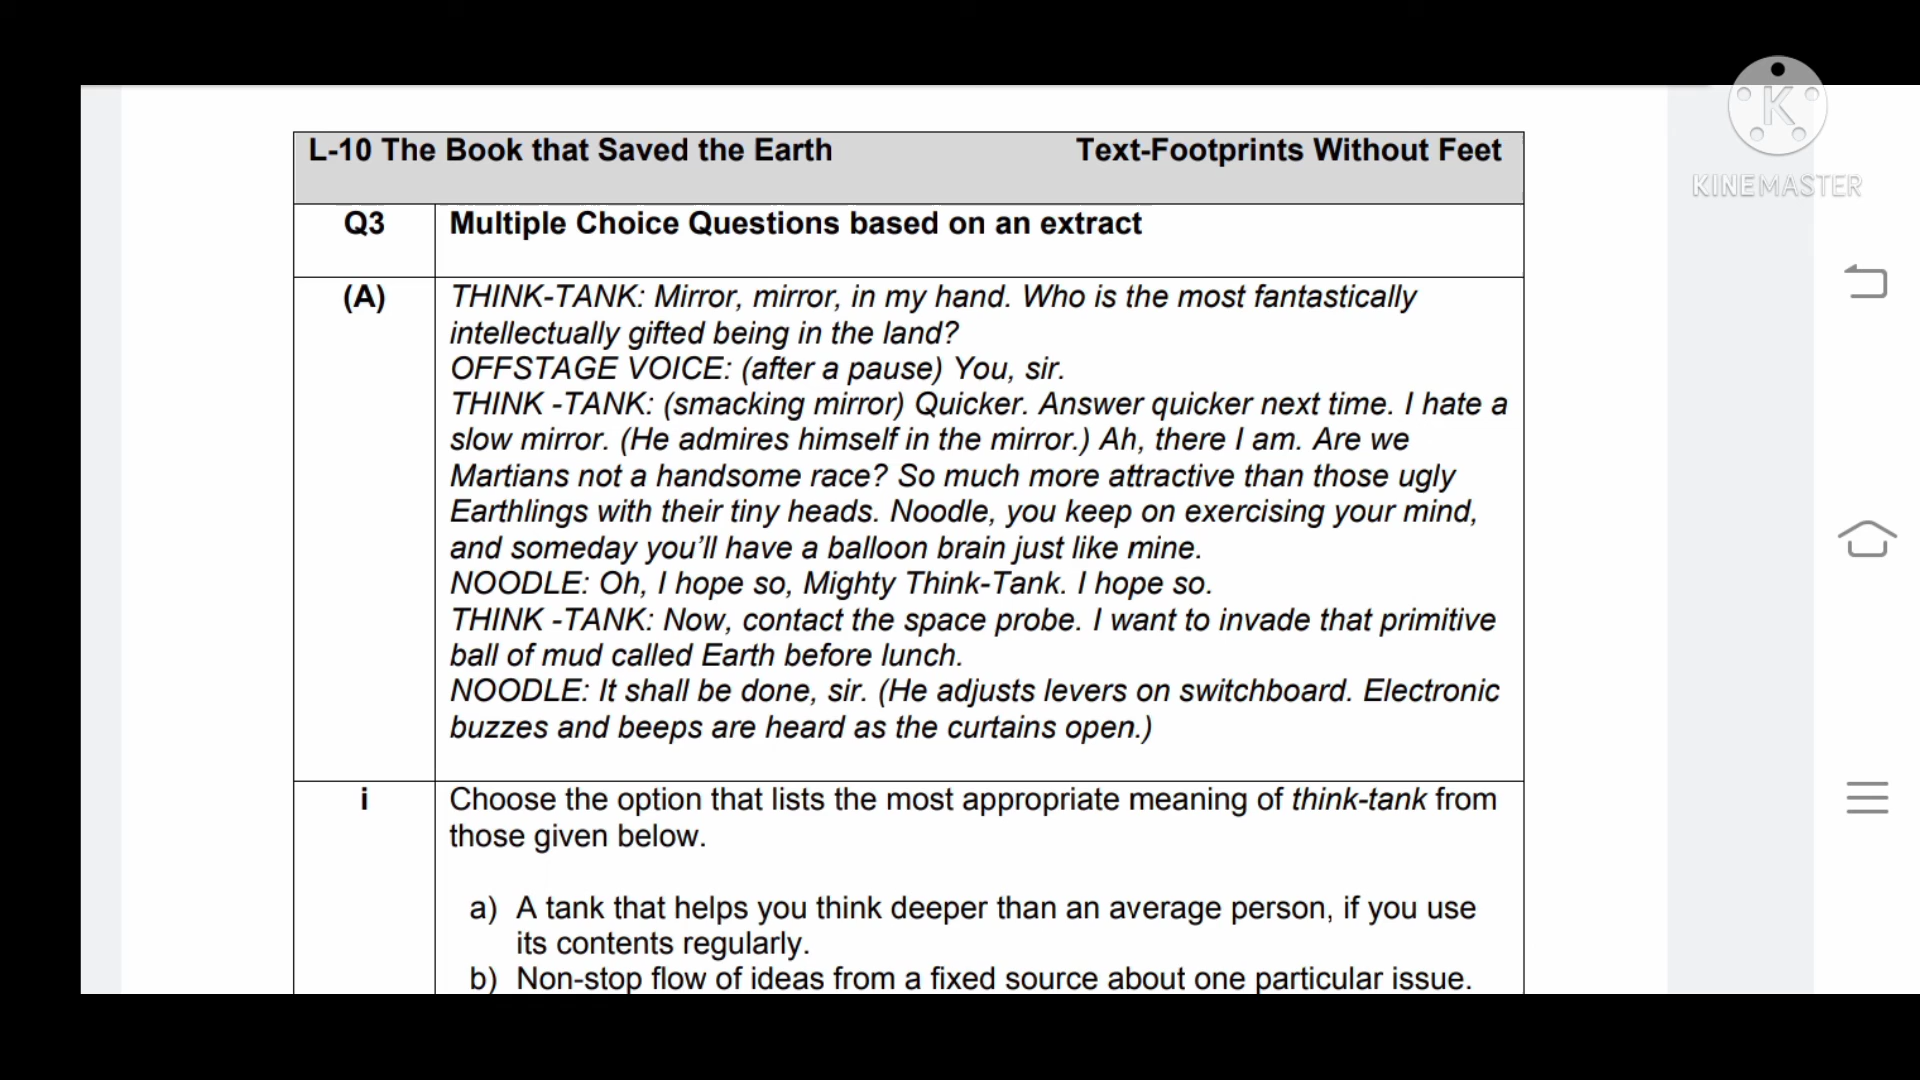 L-10 The Book that Saved the Earth Text-Footprints Without Feet
Q3 Multiple Choice Questions based on an extract
(A) THINK-TANK: Mirror, mirror, in my hand. Who is the most fantastically
intellectually gifted being in the land?
OFFSTAGE VOICE: (after a pause) You, sir.
THINK -TANK: (smacking mirror) Quicker. Answer quicker next time. I hate a
slow mirror. (He admires himself in the mirror.) Ah, there I am. Are we
Martians not a handsome race? So much more attractive than those ugly
Earthlings with their tiny heads. Noodle, you keep on exercising your mind,
and someday you’ll have a balloon brain just like mine.
NOODLE: Oh, I hope so, Mighty Think-Tank. I hope so.
THINK -TANK: Now, contact the space probe. I want to invade that primitive
ball of mud called Earth before lunch.
NOODLE: It shall be done, sir. (He adjusts levers on switchboard. Electronic
buzzes and beeps are heard as the curtains open.)
i Choose the option that lists the most appropriate meaning of think-tank from
those given below.
a) A tank that helps you think deeper than an average person, if you use
its contents regularly.
b) Non-stop flow of ideas from a fixed source about one particular issue.
K
KINEMASTER